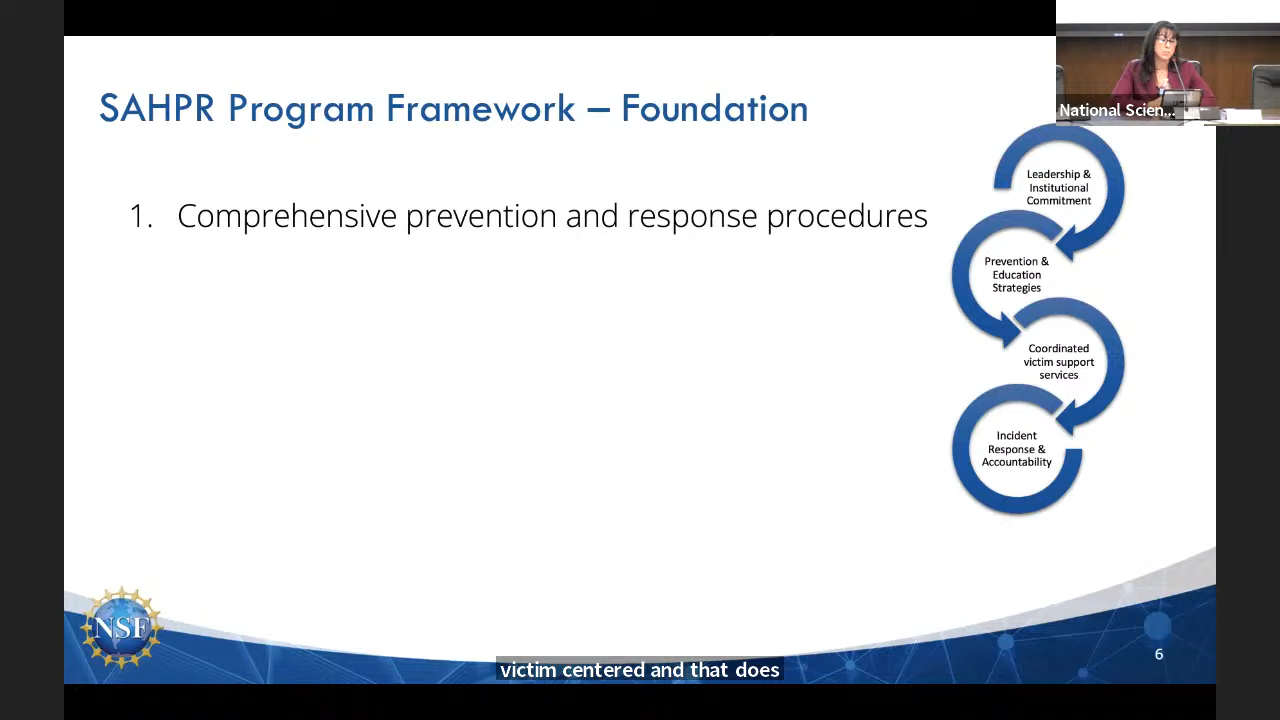 SAHPR Program Framework – Foundation
National Scien...
1. Comprehensive prevention and response procedures
Leadership &
Institutional
Commitment
Prevention &
Education
Strategies
Coordinated
victim support
services
Incident
Response &
Accountability
NSF
6
victim centered and that does